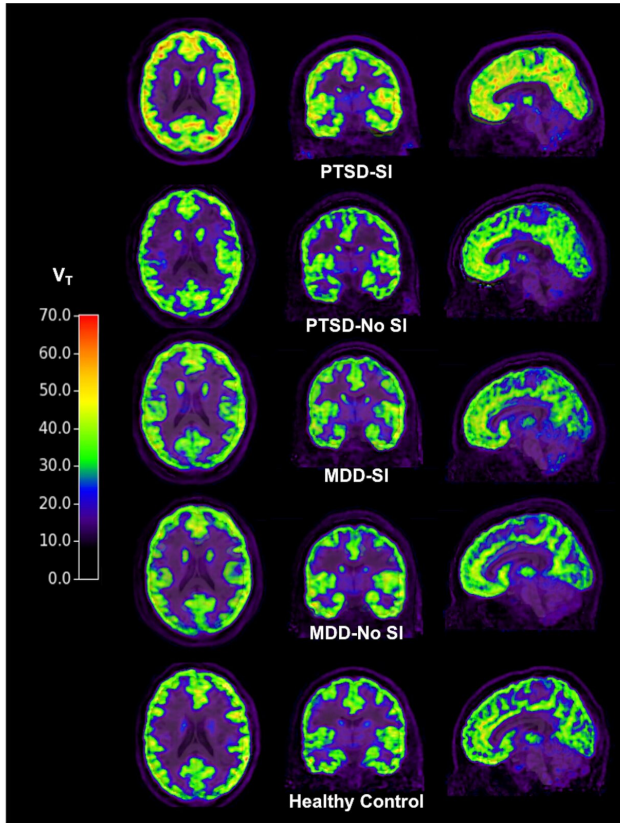 PTSD-SI
PTSD-No SI
V_T
70.0
60.0
50.0
40.0
30.0
20.0
10.0
0.0
MDD-SI
MDD-No SI
Healthy Control